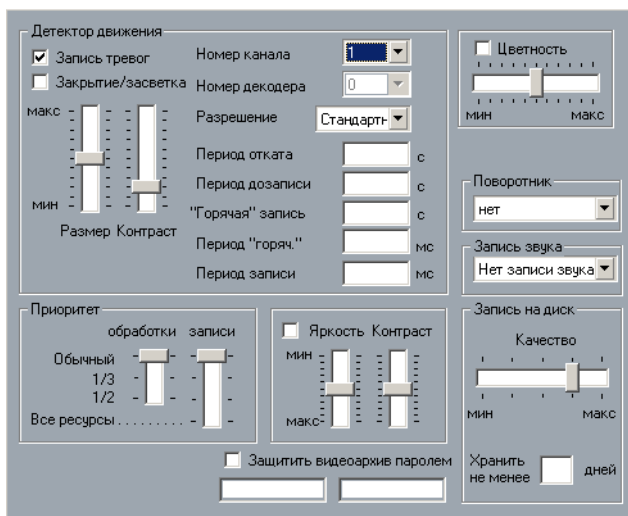 Детектор движения
Запись тревог
Закрытие/засветка
макс
мин
Размер Контраст
Номер канала 1
Номер декодера 0
Разрешение Стандартн
Период отката с
Период дозаписи с
"Горячая" запись с
Период "горяч." мс
Период записи мс
Цветность
мин макс
Поворотник
нет
Запись звука
Нет записи звука
Приоритет
обработки записи
Обычный
1/3
1/2
Все ресурсы . . . . . . . . .
Яркость Контраст
мин
макс
Запись на диск
Качество
мин макс
Хранить не менее дней
Защитить видеоархив паролем